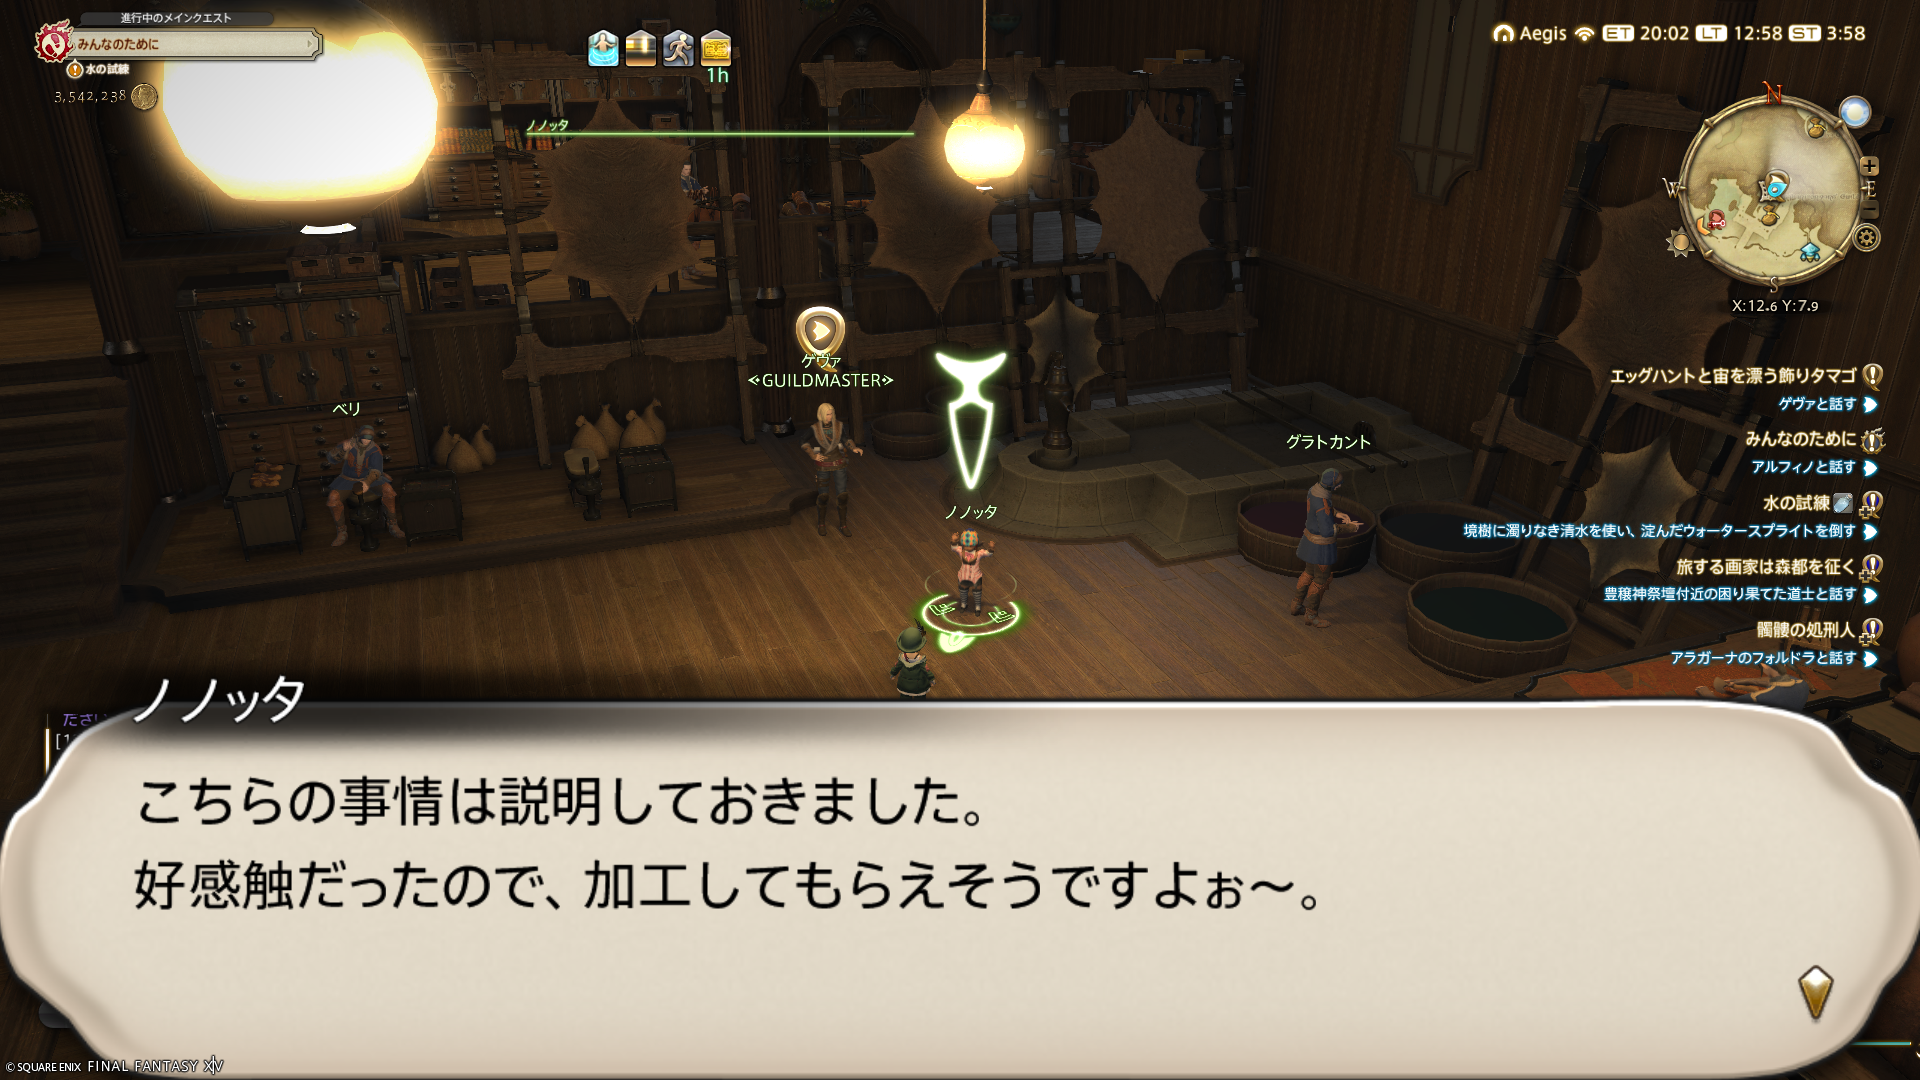 進行中のメインクエスト
みんなのために
水の試練
3,542,238
1h
ノノッタ
Aegis ET 20:02 LT 12:58 ST 3:58
N
W
E
S
X:12.6 Y:7.9
ゲヴァ
<GUILDMASTER>
ベリ
グラトカント
ノノッタ
エッグハントと宙を漂う飾りタマゴ
ゲヴァと話す
みんなのために
アルフィノと話す
水の試練
境樹に濁りなき清水を使い、淀んだウォータースプライトを倒す
旅する画家は森都を征く
豊穣神祭壇付近の困り果てた道士と話す
髑髏の処刑人
アラガーナのフォルドラと話す
ノノッタ
こちらの事情は説明しておきました。
好感触だったので、加工してもらえそうですよぉ～。
© SQUARE ENIX FINAL FANTASY XIV